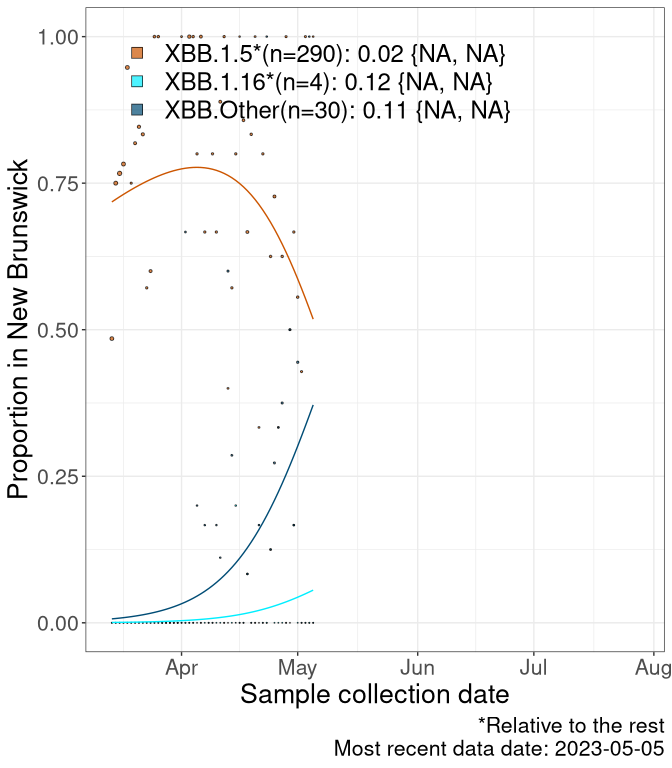 1.00
0.75
0.50
0.25
0.00
Proportion in New Brunswick
XBB.1.5*(n=290): 0.02 {NA, NA}
XBB.1.16*(n=4): 0.12 {NA, NA}
XBB.Other(n=30): 0.11 {NA, NA}
Apr May Jun Jul Aug
Sample collection date
*Relative to the rest
Most recent data date: 2023-05-05